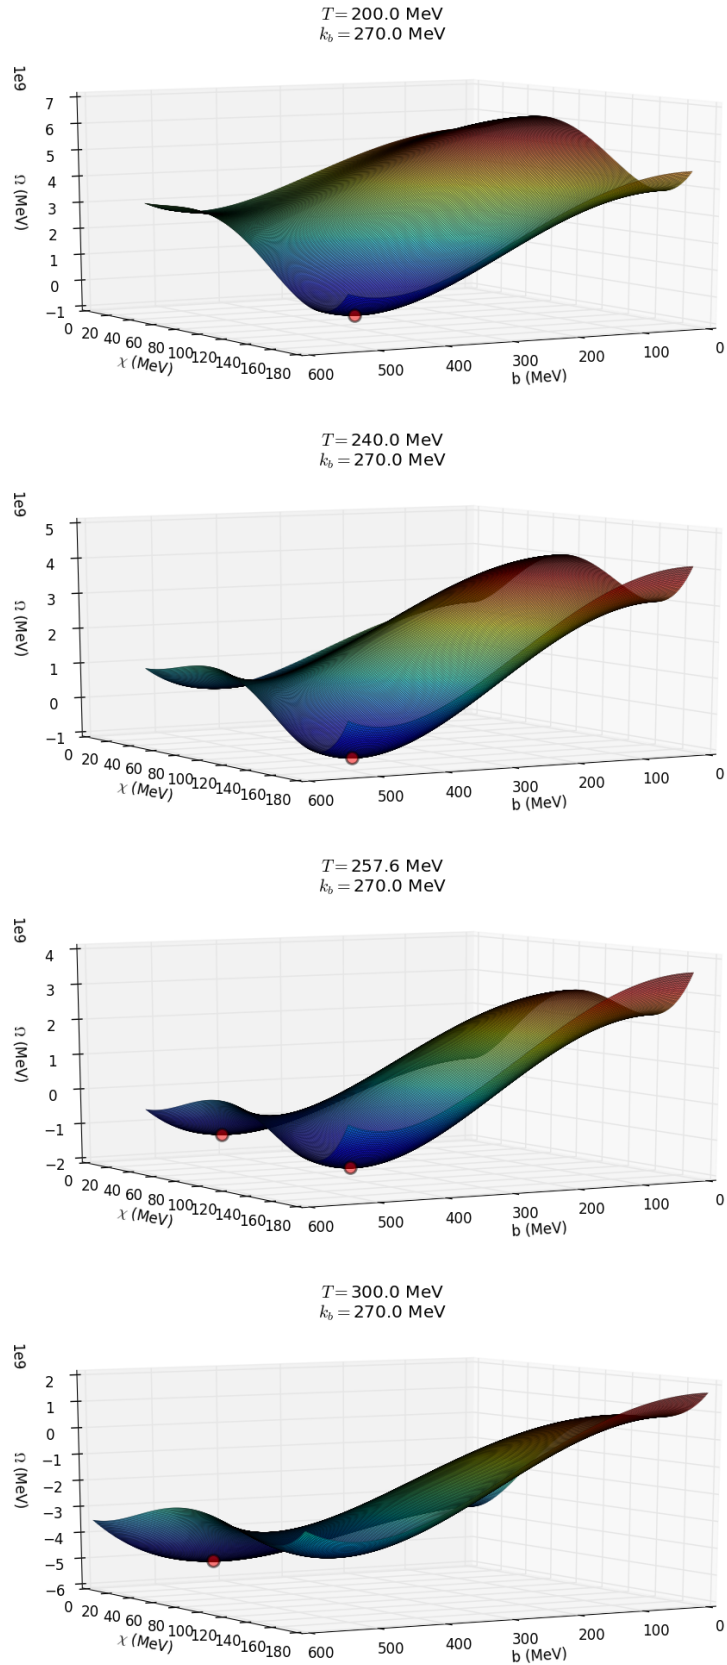 T = 200.0 MeV
k_b = 270.0 MeV
1e9
7
6
5
4
3
2
1
0
−1
Ω (MeV)
0 20 40 60 80 100 120 140 160 180
χ (MeV)
600 500 400 300 200 100 0
b (MeV)
T = 240.0 MeV
k_b = 270.0 MeV
1e9
5
4
3
2
1
0
−1
Ω (MeV)
0 20 40 60 80 100 120 140 160 180
χ (MeV)
600 500 400 300 200 100 0
b (MeV)
T = 257.6 MeV
k_b = 270.0 MeV
1e9
4
3
2
1
0
−1
−2
Ω (MeV)
0 20 40 60 80 100 120 140 160 180
χ (MeV)
600 500 400 300 200 100 0
b (MeV)
T = 300.0 MeV
k_b = 270.0 MeV
1e9
2
1
0
−1
−2
−3
−4
−5
−6
Ω (MeV)
0 20 40 60 80 100 120 140 160 180
χ (MeV)
600 500 400 300 200 100 0
b (MeV)